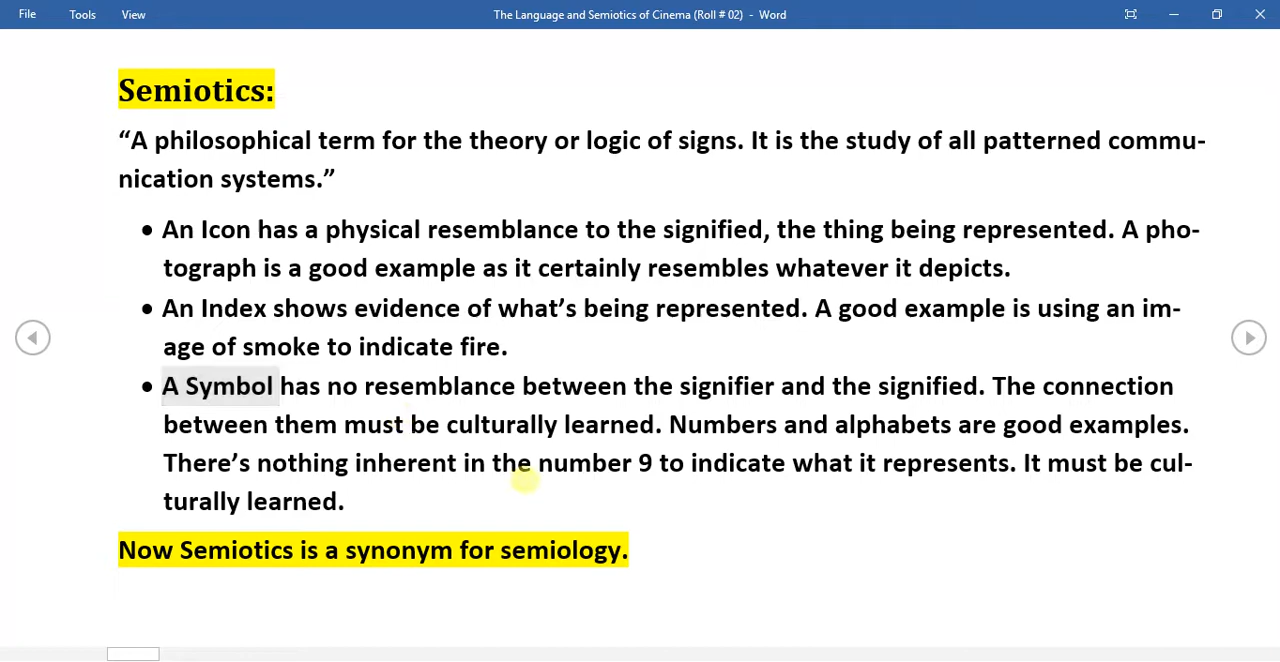 File Tools View The Language and Semiotics of Cinema (Roll # 02) - Word
Semiotics:
“A philosophical term for the theory or logic of signs. It is the study of all patterned commu-
nication systems.”
• An Icon has a physical resemblance to the signified, the thing being represented. A pho-
tograph is a good example as it certainly resembles whatever it depicts.
• An Index shows evidence of what’s being represented. A good example is using an im-
age of smoke to indicate fire.
• A Symbol has no resemblance between the signifier and the signified. The connection
between them must be culturally learned. Numbers and alphabets are good examples.
There’s nothing inherent in the number 9 to indicate what it represents. It must be cul-
turally learned.
Now Semiotics is a synonym for semiology.